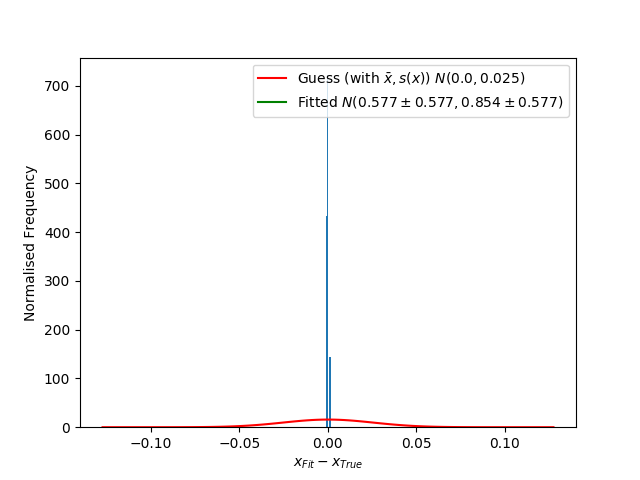 Guess (with x̄, s(x)) N(0.0, 0.025)
Fitted N(0.577 ± 0.577, 0.854 ± 0.577)
700
600
500
400
300
200
100
0
Normalised Frequency
−0.10 −0.05 0.00 0.05 0.10
x_Fit − x_True